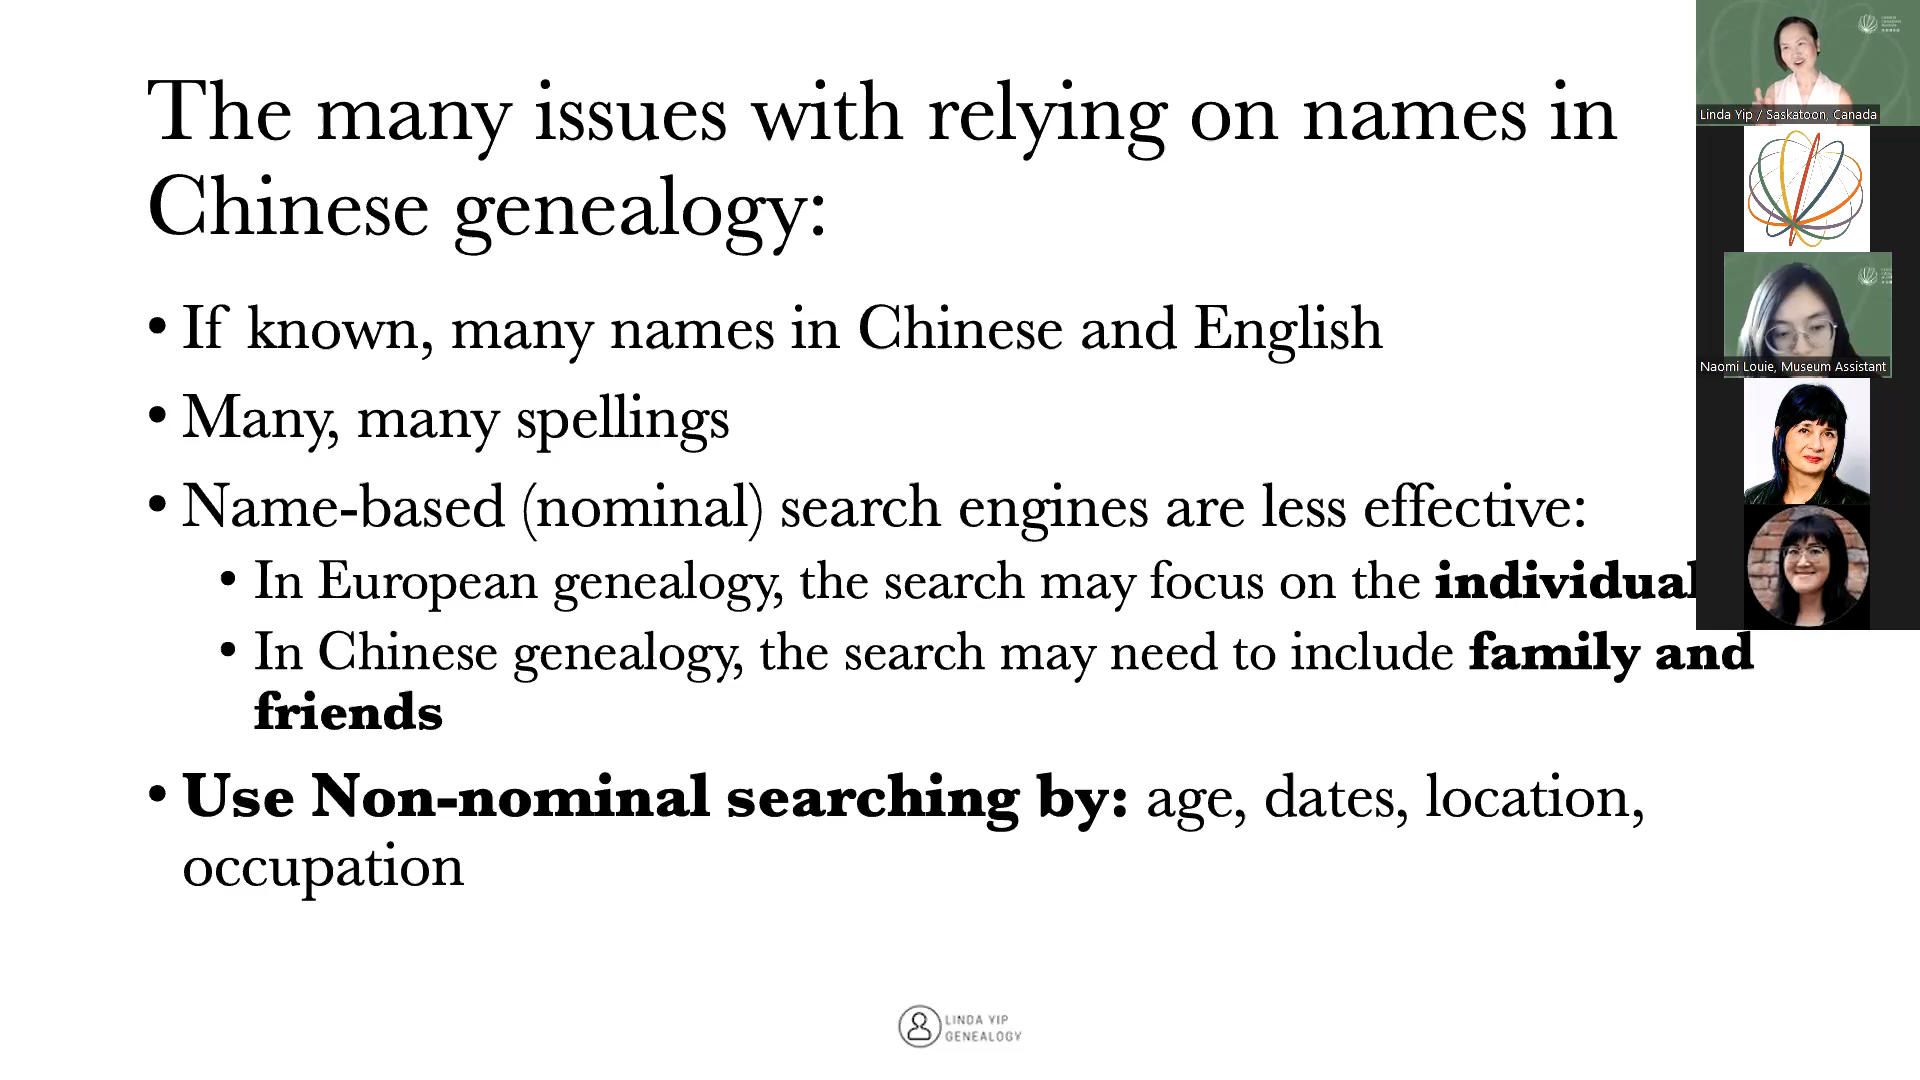 The many issues with relying on names in
Chinese genealogy:
• If known, many names in Chinese and English
• Many, many spellings
• Name-based (nominal) search engines are less effective:
• In European genealogy, the search may focus on the individual
• In Chinese genealogy, the search may need to include family and
friends
• Use Non-nominal searching by: age, dates, location,
occupation
LINDA YIP
GENEALOGY
Linda Yip / Saskatoon, Canada
Naomi Louie, Museum Assistant